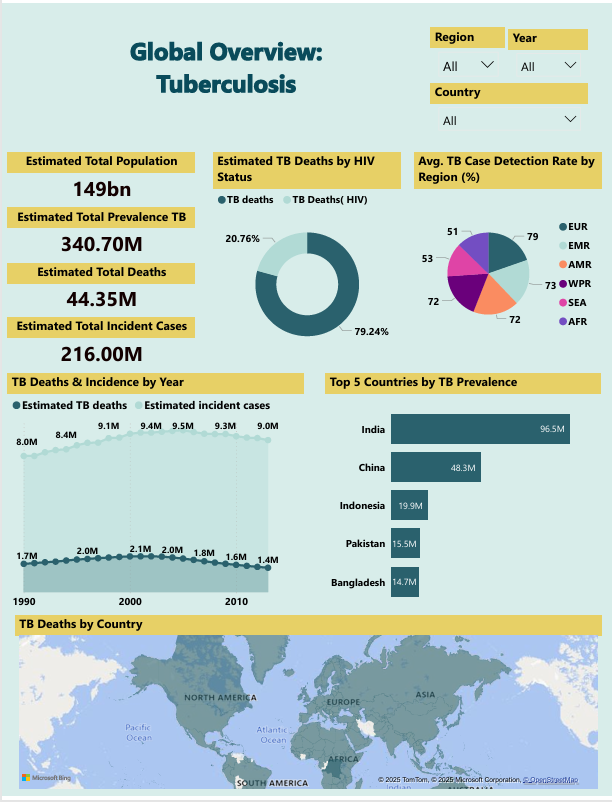 Global Overview:
Tuberculosis
Region
Year
All
All
Country
All
Estimated Total Population
149bn
Estimated Total Prevalence TB
340.70M
Estimated Total Deaths
44.35M
Estimated Total Incident Cases
216.00M
Estimated TB Deaths by HIV
Status
TB deaths
TB Deaths( HIV)
20.76%
79.24%
Avg. TB Case Detection Rate by
Region (%)
51
79
53
73
72
72
EUR
EMR
AMR
WPR
SEA
AFR
TB Deaths & Incidence by Year
Estimated TB deaths
Estimated incident cases
8.0M
8.4M
9.1M
9.4M
9.5M
9.3M
9.0M
1.7M
2.0M
2.1M
2.0M
1.8M
1.6M
1.4M
1990
2000
2010
Top 5 Countries by TB Prevalence
India
96.5M
China
48.3M
Indonesia
19.9M
Pakistan
15.5M
Bangladesh
14.7M
TB Deaths by Country
NORTH AMERICA
EUROPE
ASIA
Pacific
Ocean
Atlantic
Ocean
AFRICA
SOUTH AMERICA
Indian
AUSTRALIA
Microsoft Bing
© 2025 TomTom, © 2025 Microsoft Corporation, © OpenStreetMap